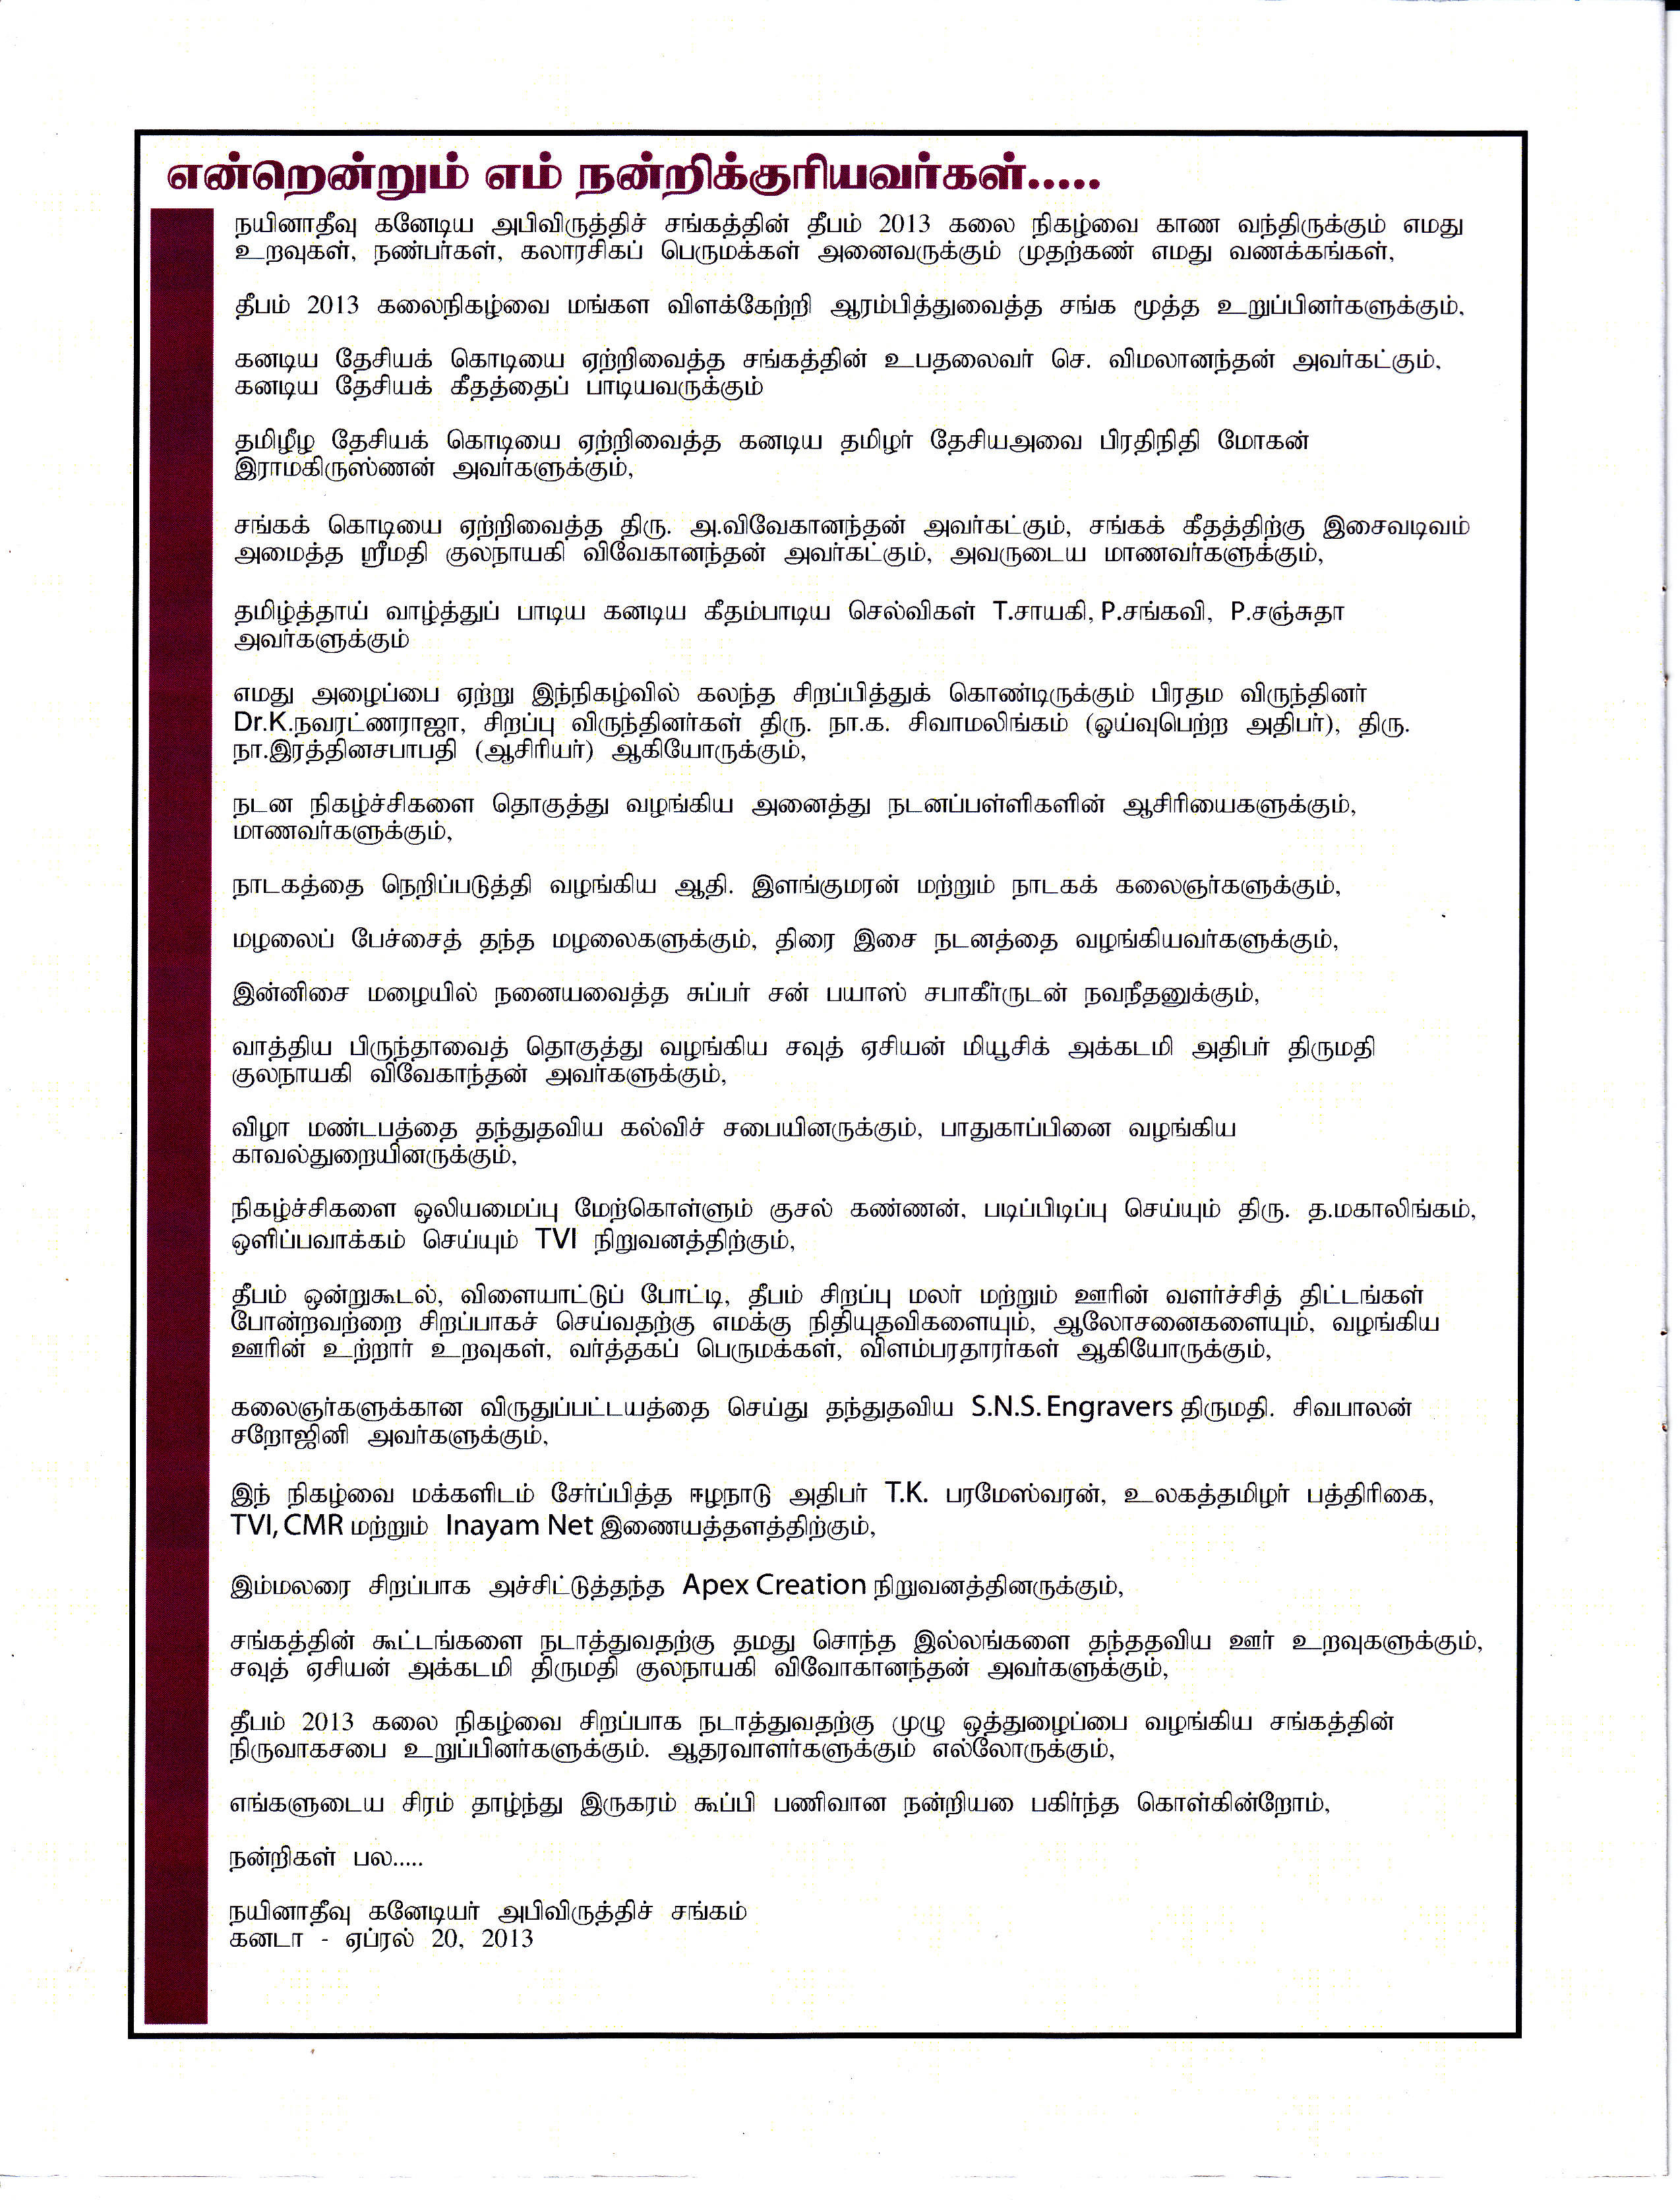 என்றென்றும் எம் நன்றிக்குரியவர்கள்.....
நயினாதீவு கனேடிய அபிவிருத்திச் சங்கத்தின் தீபம் 2013 கலை நிகழ்வை காண வந்திருக்கும் எமது
உறவுகள், நண்பர்கள், கலாரசிகப் பெருமக்கள் அனைவருக்கும் முதற்கண் எமது வணக்கங்கள்,
தீபம் 2013 கலைநிகழ்வை மங்கள விளக்கேற்றி ஆரம்பித்துவைத்த சங்க மூத்த உறுப்பினர்களுக்கும்,
கனடிய தேசியக் கொடியை ஏற்றிவைத்த சங்கத்தின் உபதலைவர் செ. விமலானந்தன் அவர்கட்கும்,
கனடிய தேசியக் கீதத்தைப் பாடியவருக்கும்
தமிழீழ தேசியக் கொடியை ஏற்றிவைத்த கனடிய தமிழர் தேசியஅவை பிரதிநிதி மோகன்
இராமகிருஸ்ணன் அவர்களுக்கும்,
சங்கக் கொடியை ஏற்றிவைத்த திரு. அ.விவேகானந்தன் அவர்கட்கும், சங்கக் கீதத்திற்கு இசைவடிவம்
அமைத்த ஸ்ரீமதி குலநாயகி விவேகானந்தன் அவர்கட்கும், அவருடைய மாணவர்களுக்கும்,
தமிழ்த்தாய் வாழ்த்துப் பாடிய கனடிய கீதம்பாடிய செல்விகள் T.சாயகி, P.சங்கவி, P.சஞ்சுதா
அவர்களுக்கும்
எமது அழைப்பை ஏற்று இந்நிகழ்வில் கலந்த சிறப்பித்துக் கொண்டிருக்கும் பிரதம விருந்தினர்
Dr.K.நவரட்ணராஜா, சிறப்பு விருந்தினர்கள் திரு. நா.க. சிவாமலிங்கம் (ஓய்வுபெற்ற அதிபர்), திரு.
நா.இரத்தினசபாபதி (ஆசிரியர்) ஆகியோருக்கும்,
நடன நிகழ்ச்சிகளை தொகுத்து வழங்கிய அனைத்து நடனப்பள்ளிகளின் ஆசிரியைகளுக்கும்,
மாணவர்களுக்கும்,
நாடகத்தை நெறிப்படுத்தி வழங்கிய ஆதி. இளங்குமரன் மற்றும் நாடகக் கலைஞர்களுக்கும்,
மழலைப் பேச்சைத் தந்த மழலைகளுக்கும், திரை இசை நடனத்தை வழங்கியவர்களுக்கும்,
இன்னிசை மழையில் நனையவைத்த சுப்பர் சன் பயாஸ் சபாகீர்ருடன் நவநீதனுக்கும்,
வாத்திய பிருந்தாவைத் தொகுத்து வழங்கிய சவுத் ஏசியன் மியூசிக் அக்கடமி அதிபர் திருமதி
குலநாயகி விவேகாந்தன் அவர்களுக்கும்,
விழா மண்டபத்தை தந்துதவிய கல்விச் சபையினருக்கும், பாதுகாப்பினை வழங்கிய
காவல்துறையினருக்கும்,
நிகழ்ச்சிகளை ஒலியமைப்பு மேற்கொள்ளும் குசல் கண்ணன், படிப்பிடிப்பு செய்யும் திரு. த.மகாலிங்கம்,
ஒளிப்பவாக்கம் செய்யும் TVI நிறுவனத்திற்கும்,
தீபம் ஒன்றுகூடல், விளையாட்டுப் போட்டி, தீபம் சிறப்பு மலர் மற்றும் ஊரின் வளர்ச்சித் திட்டங்கள்
போன்றவற்றை சிறப்பாகச் செய்வதற்கு எமக்கு நிதியுதவிகளையும், ஆலோசனைகளையும், வழங்கிய
ஊரின் உற்றார் உறவுகள், வர்த்தகப் பெருமக்கள், விளம்பரதாரர்கள் ஆகியோருக்கும்,
கலைஞர்களுக்கான விருதுப்பட்டயத்தை செய்து தந்துதவிய S.N.S. Engravers திருமதி. சிவபாலன்
சறோஜினி அவர்களுக்கும்,
இந் நிகழ்வை மக்களிடம் சேர்ப்பித்த ஈழநாடு அதிபர் T.K. பரமேஸ்வரன், உலகத்தமிழர் பத்திரிகை,
TVI, CMR மற்றும் Inayam Net இணையத்தளத்திற்கும்,
இம்மலரை சிறப்பாக அச்சிட்டுத்தந்த Apex Creation நிறுவனத்தினருக்கும்,
சங்கத்தின் கூட்டங்களை நடாத்துவதற்கு தமது சொந்த இல்லங்களை தந்ததவிய ஊர் உறவுகளுக்கும்,
சவுத் ஏசியன் அக்கடமி திருமதி குலநாயகி விவோகானந்தன் அவர்களுக்கும்,
தீபம் 2013 கலை நிகழ்வை சிறப்பாக நடாத்துவதற்கு முழு ஒத்துழைப்பை வழங்கிய சங்கத்தின்
நிருவாகசபை உறுப்பினர்களுக்கும். ஆதரவாளர்களுக்கும் எல்லோருக்கும்,
எங்களுடைய சிரம் தாழ்ந்து இருகரம் கூப்பி பணிவான நன்றியை பகிர்ந்த கொள்கின்றோம்,
நன்றிகள் பல.....
நயினாதீவு கனேடியர் அபிவிருத்திச் சங்கம்
கனடா - ஏப்ரல் 20, 2013